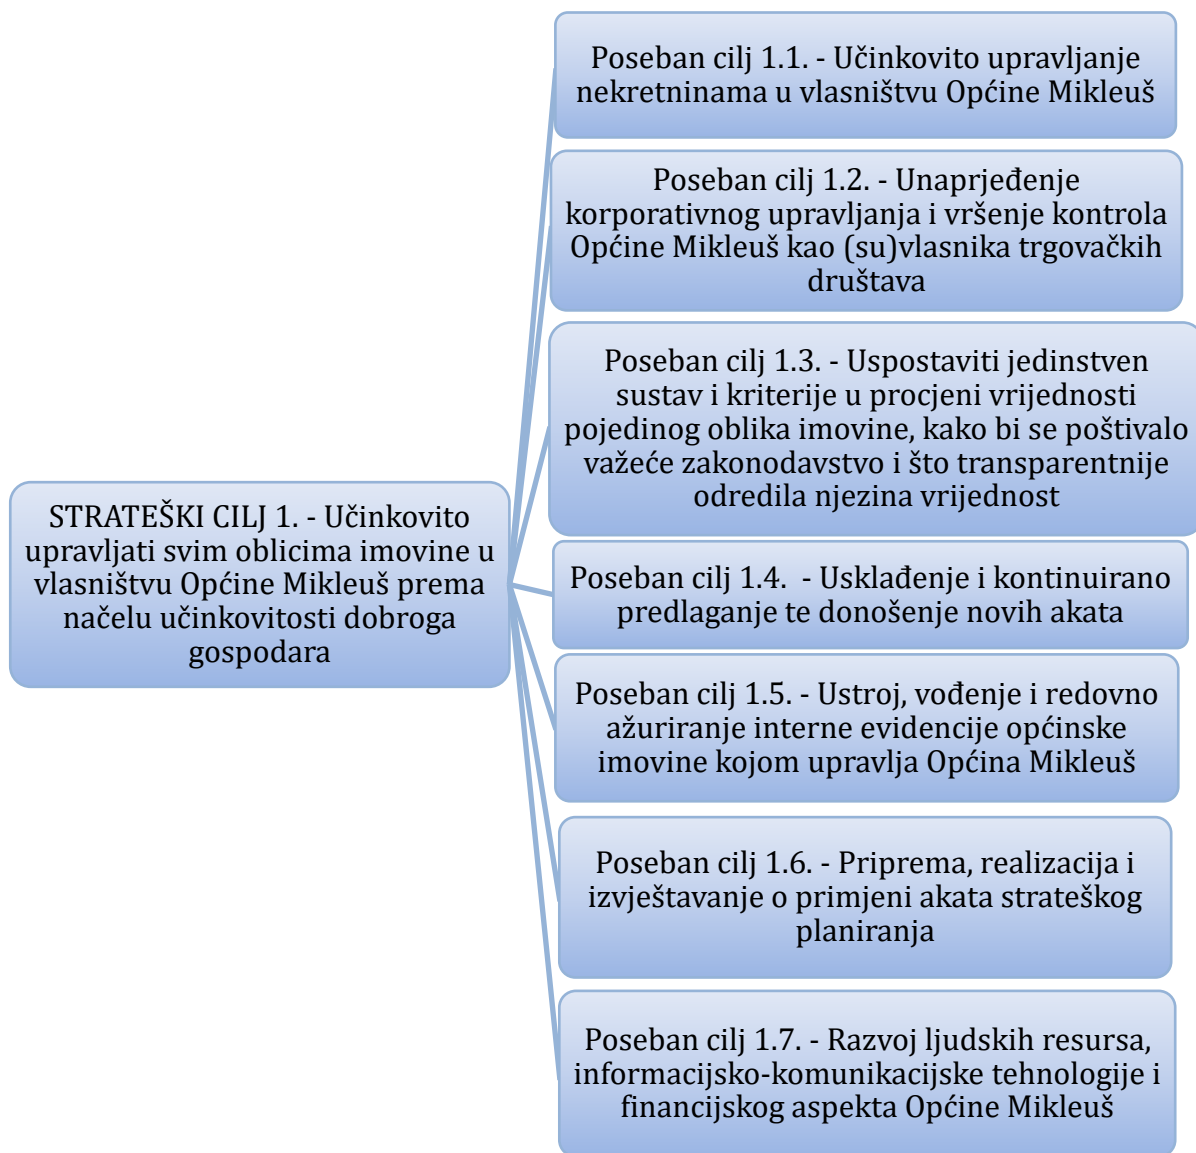 STRATEŠKI CILJ 1. - Učinkovito
upravljati svim oblicima imovine u
vlasništvu Općine Mikleuš prema
načelu učinkovitosti dobroga
gospodara
Poseban cilj 1.1. - Učinkovito upravljanje
nekretninama u vlasništvu Općine Mikleuš
Poseban cilj 1.2. - Unaprjeđenje
korporativnog upravljanja i vršenje kontrola
Općine Mikleuš kao (su)vlasnika trgovačkih
društava
Poseban cilj 1.3. - Uspostaviti jedinstven
sustav i kriterije u procjeni vrijednosti
pojedinog oblika imovine, kako bi se poštivalo
važeće zakonodavstvo i što transparentnije
odredila njezina vrijednost
Poseban cilj 1.4.  - Usklađenje i kontinuirano
predlaganje te donošenje novih akata
Poseban cilj 1.5. - Ustroj, vođenje i redovno
ažuriranje interne evidencije općinske
imovine kojom upravlja Općina Mikleuš
Poseban cilj 1.6. - Priprema, realizacija i
izvještavanje o primjeni akata strateškog
planiranja
Poseban cilj 1.7. - Razvoj ljudskih resursa,
informacijsko-komunikacijske tehnologije i
financijskog aspekta Općine Mikleuš